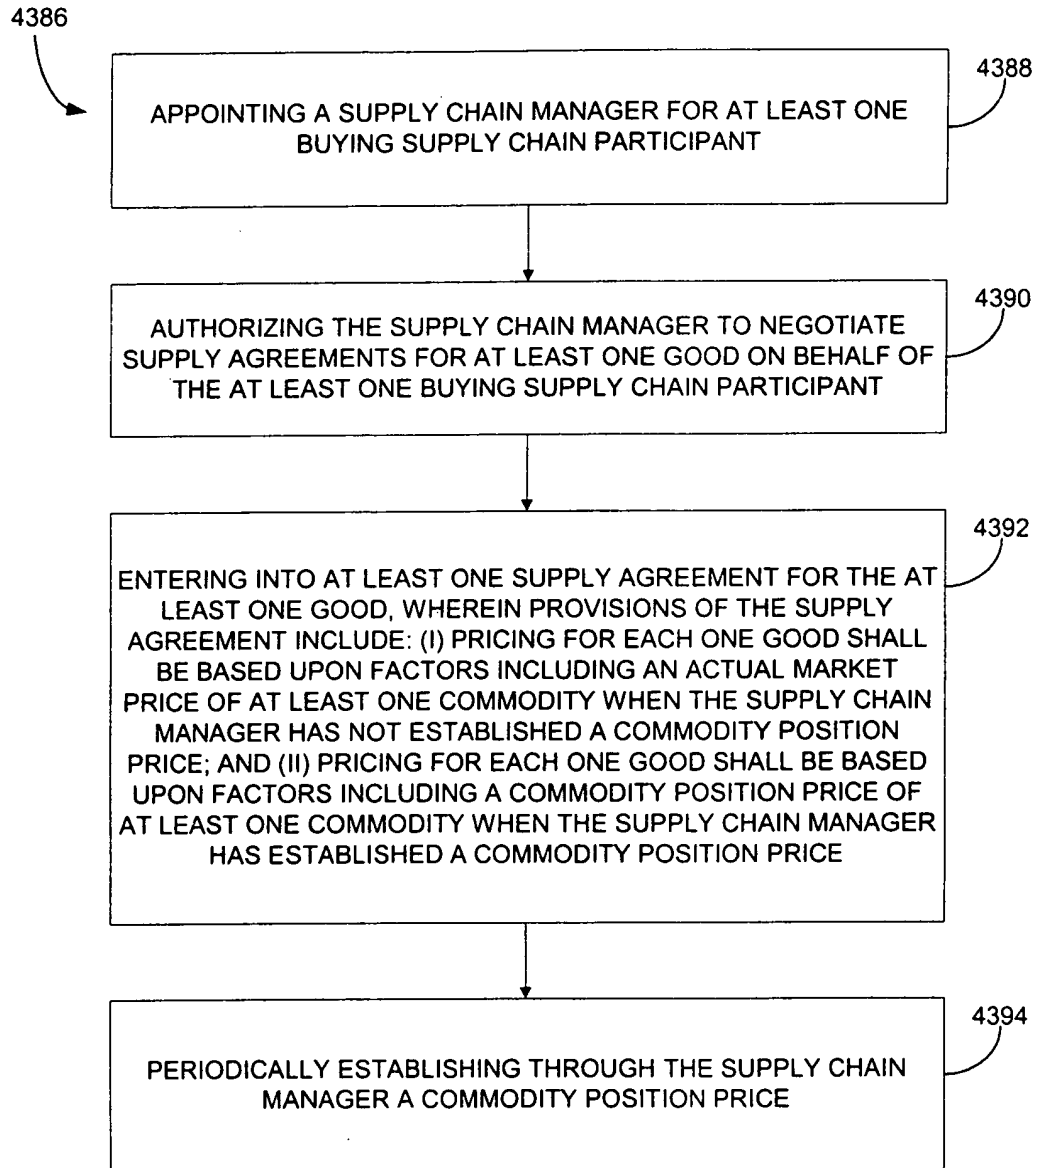 4386
4388
APPOINTING A SUPPLY CHAIN MANAGER FOR AT LEAST ONE
BUYING SUPPLY CHAIN PARTICIPANT
4390
AUTHORIZING THE SUPPLY CHAIN MANAGER TO NEGOTIATE
SUPPLY AGREEMENTS FOR AT LEAST ONE GOOD ON BEHALF OF
THE AT LEAST ONE BUYING SUPPLY CHAIN PARTICIPANT
4392
ENTERING INTO AT LEAST ONE SUPPLY AGREEMENT FOR THE AT
LEAST ONE GOOD, WHEREIN PROVISIONS OF THE SUPPLY
AGREEMENT INCLUDE: (I) PRICING FOR EACH ONE GOOD SHALL
BE BASED UPON FACTORS INCLUDING AN ACTUAL MARKET
PRICE OF AT LEAST ONE COMMODITY WHEN THE SUPPLY CHAIN
MANAGER HAS NOT ESTABLISHED A COMMODITY POSITION
PRICE; AND (II) PRICING FOR EACH ONE GOOD SHALL BE BASED
UPON FACTORS INCLUDING A COMMODITY POSITION PRICE OF
AT LEAST ONE COMMODITY WHEN THE SUPPLY CHAIN MANAGER
HAS ESTABLISHED A COMMODITY POSITION PRICE
4394
PERIODICALLY ESTABLISHING THROUGH THE SUPPLY CHAIN
MANAGER A COMMODITY POSITION PRICE